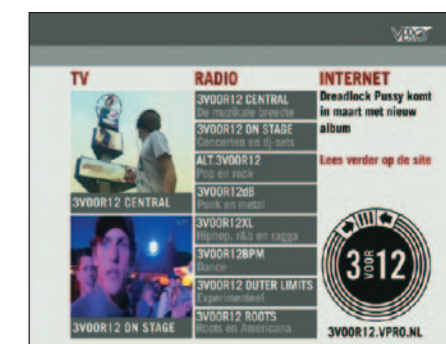 VPRO
TV
3VOOR12 CENTRAL
3VOOR12 ON STAGE
RADIO
3VOOR12 CENTRAL
De muzikale breedte
3VOOR12 ON STAGE
Concerten en dj-sets
ALT.3VOOR12
Pop en rock
3VOOR12dB
Punk en metal
3VOOR12XL
Hiphop, r&b en ragga
3VOOR12BPM
Dance
3VOOR12 OUTER LIMITS
Experimenteel
3VOOR12 ROOTS
Roots en Americana
INTERNET
Dreadlock Pussy komt
in maart met nieuw
album
Lees verder op de site
3 VOOR 12
3VOOR12.VPRO.NL